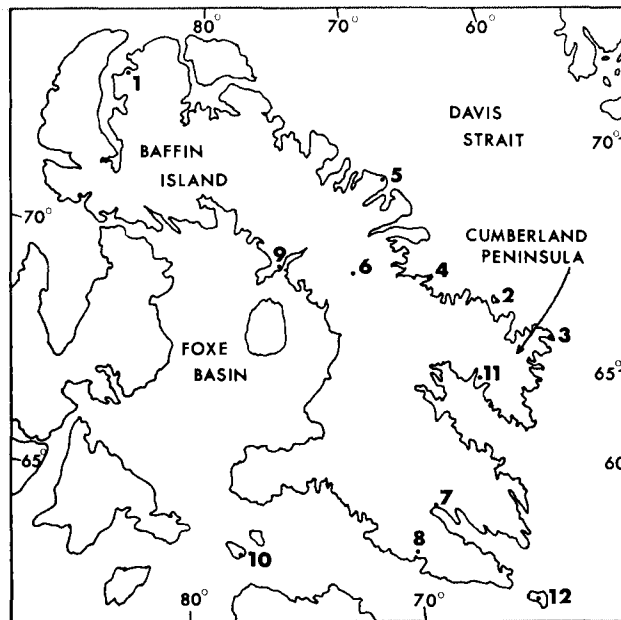 80° 70° 60°
1
DAVIS
STRAIT
70°
BAFFIN
ISLAND
5
70°
CUMBERLAND
PENINSULA
9
6
4
2
3
FOXE
BASIN
11
65°
65°
60
7
8
10
12
80° 70°